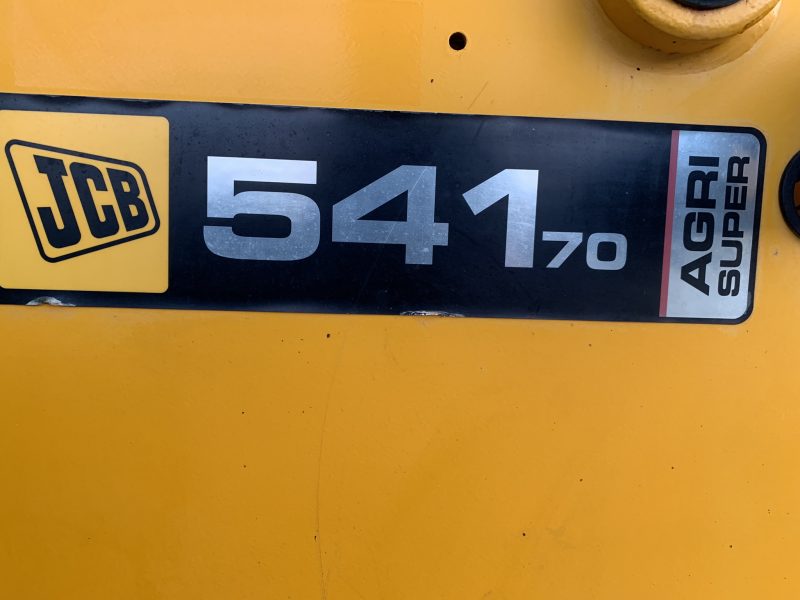 JCB
541 70
AGRI
SUPER